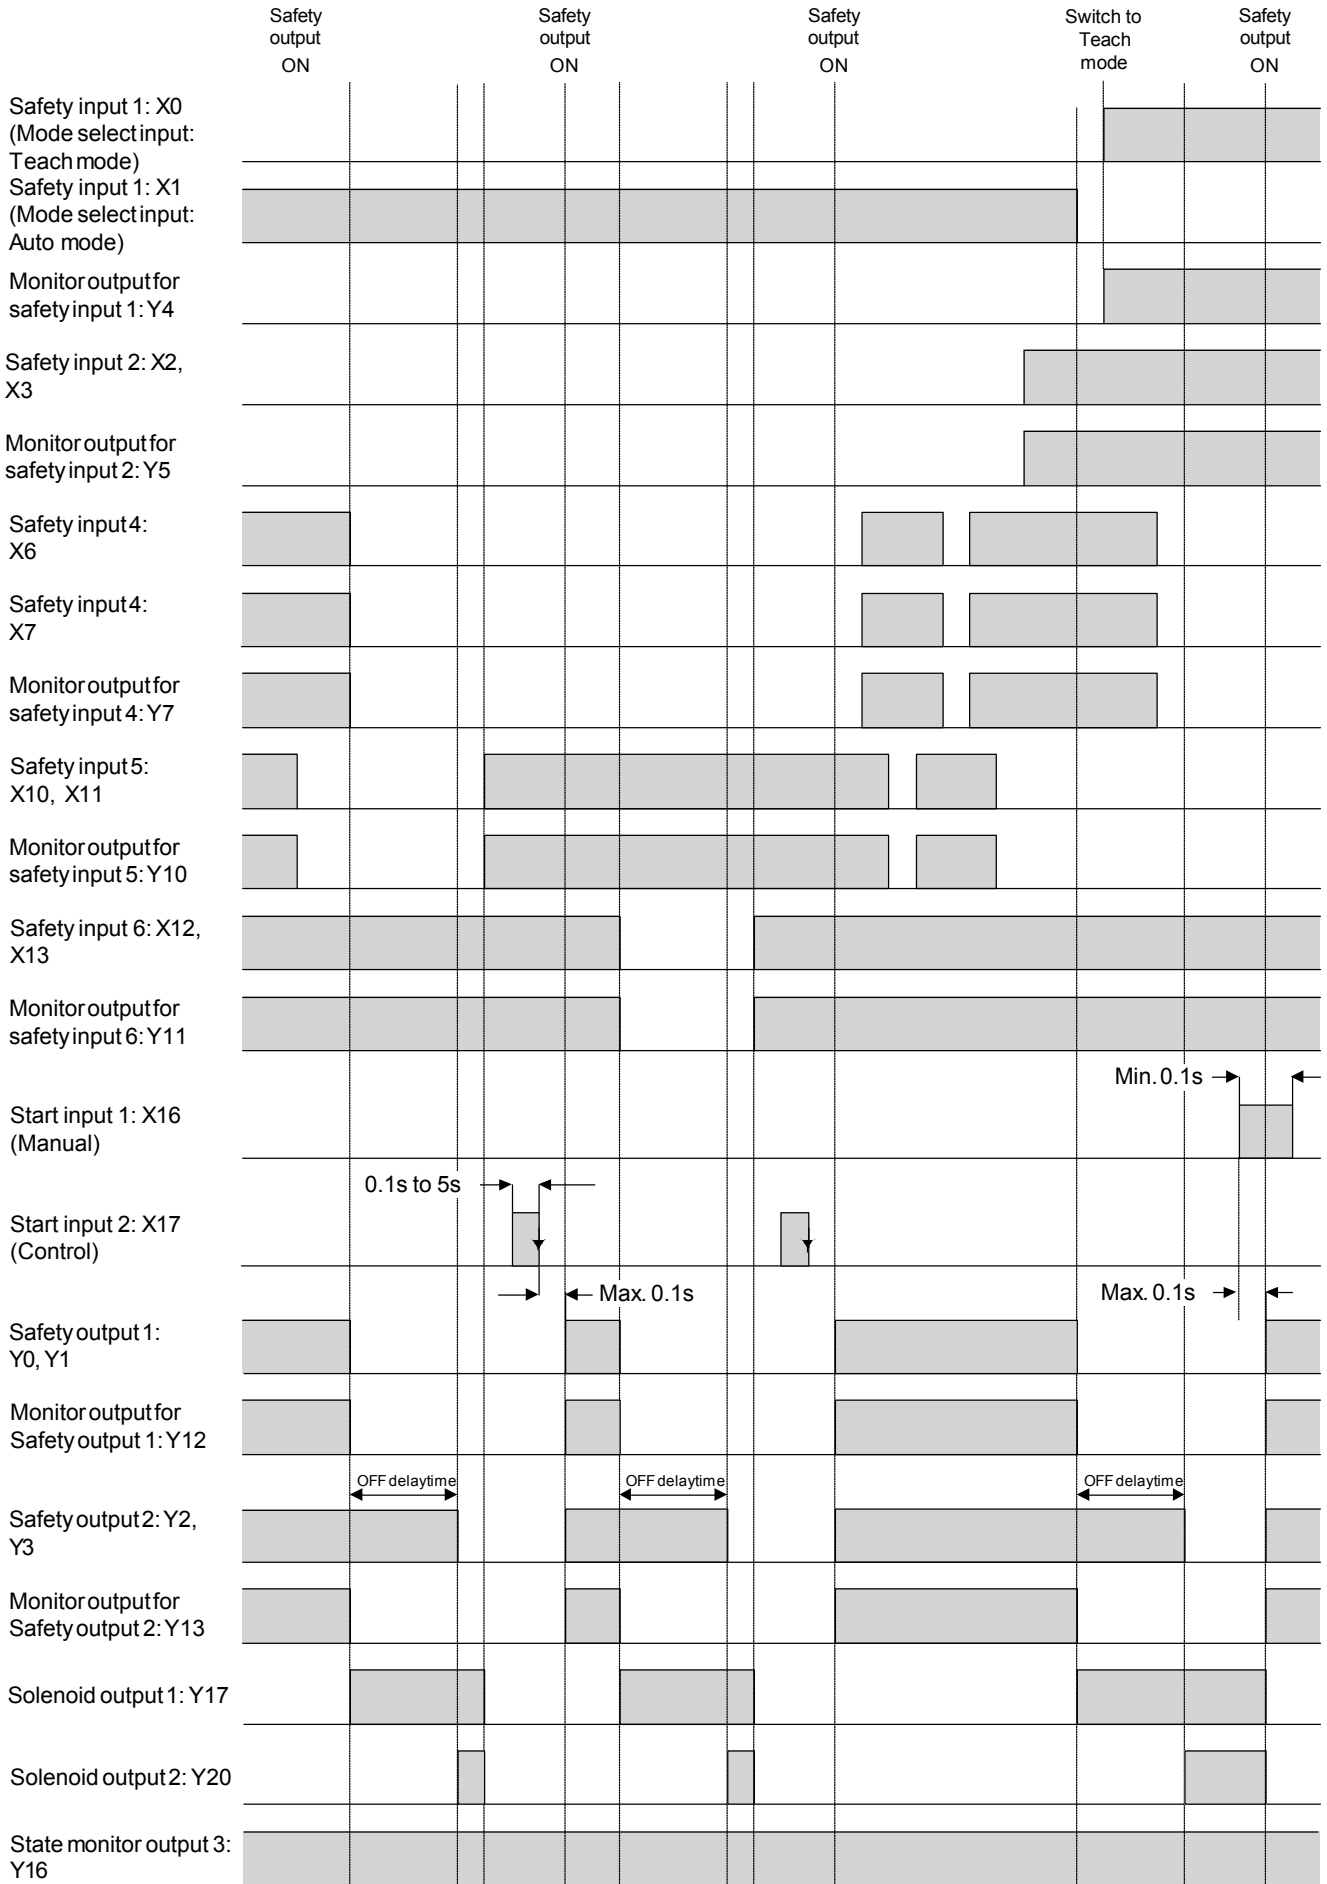 Safety
output
ON
Safety
output
ON
Safety
output
ON
Switch to
Teach
mode
Safety
output
ON
Safety input 1: X0
(Mode select input:
Teach mode)
Safety input 1: X1
(Mode select input:
Auto mode)
Monitor output for
safety input 1: Y4
Safety input 2: X2,
X3
Monitor output for
safety input 2: Y5
Safety input 4:
X6
Safety input 4:
X7
Monitor output for
safety input 4: Y7
Safety input 5:
X10, X11
Monitor output for
safety input 5: Y10
Safety input 6: X12,
X13
Monitor output for
safety input 6: Y11
Min. 0.1s
Start input 1: X16
(Manual)
0.1s to 5s
Start input 2: X17
(Control)
Max. 0.1s
Max. 0.1s
Safety output 1:
Y0, Y1
Monitor output for
Safety output 1: Y12
OFF delay time
OFF delay time
OFF delay time
Safety output 2: Y2,
Y3
Monitor output for
Safety output 2: Y13
Solenoid output 1: Y17
Solenoid output 2: Y20
State monitor output 3:
Y16